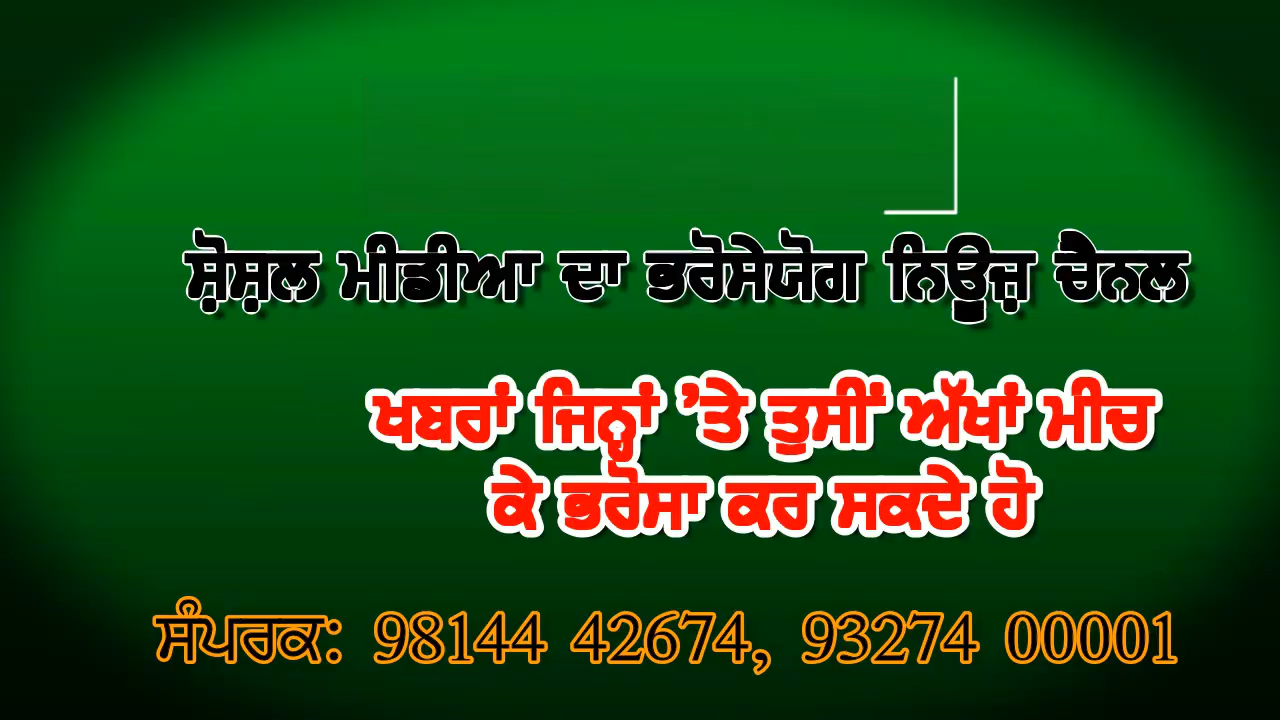 ਸ਼ੋਸ਼ਲ ਮੀਡੀਆ ਦਾ ਭਰੋਸੇਯੋਗ ਨਿਊਜ਼ ਚੈਨਲ
ਖਬਰਾਂ ਜਿਨ੍ਹਾਂ ’ਤੇ ਤੁਸੀਂ ਅੱਖਾਂ ਮੀਚ
ਕੇ ਭਰੋਸਾ ਕਰ ਸਕਦੇ ਹੋ
ਸੰਪਰਕ: 98144 42674, 93274 00001